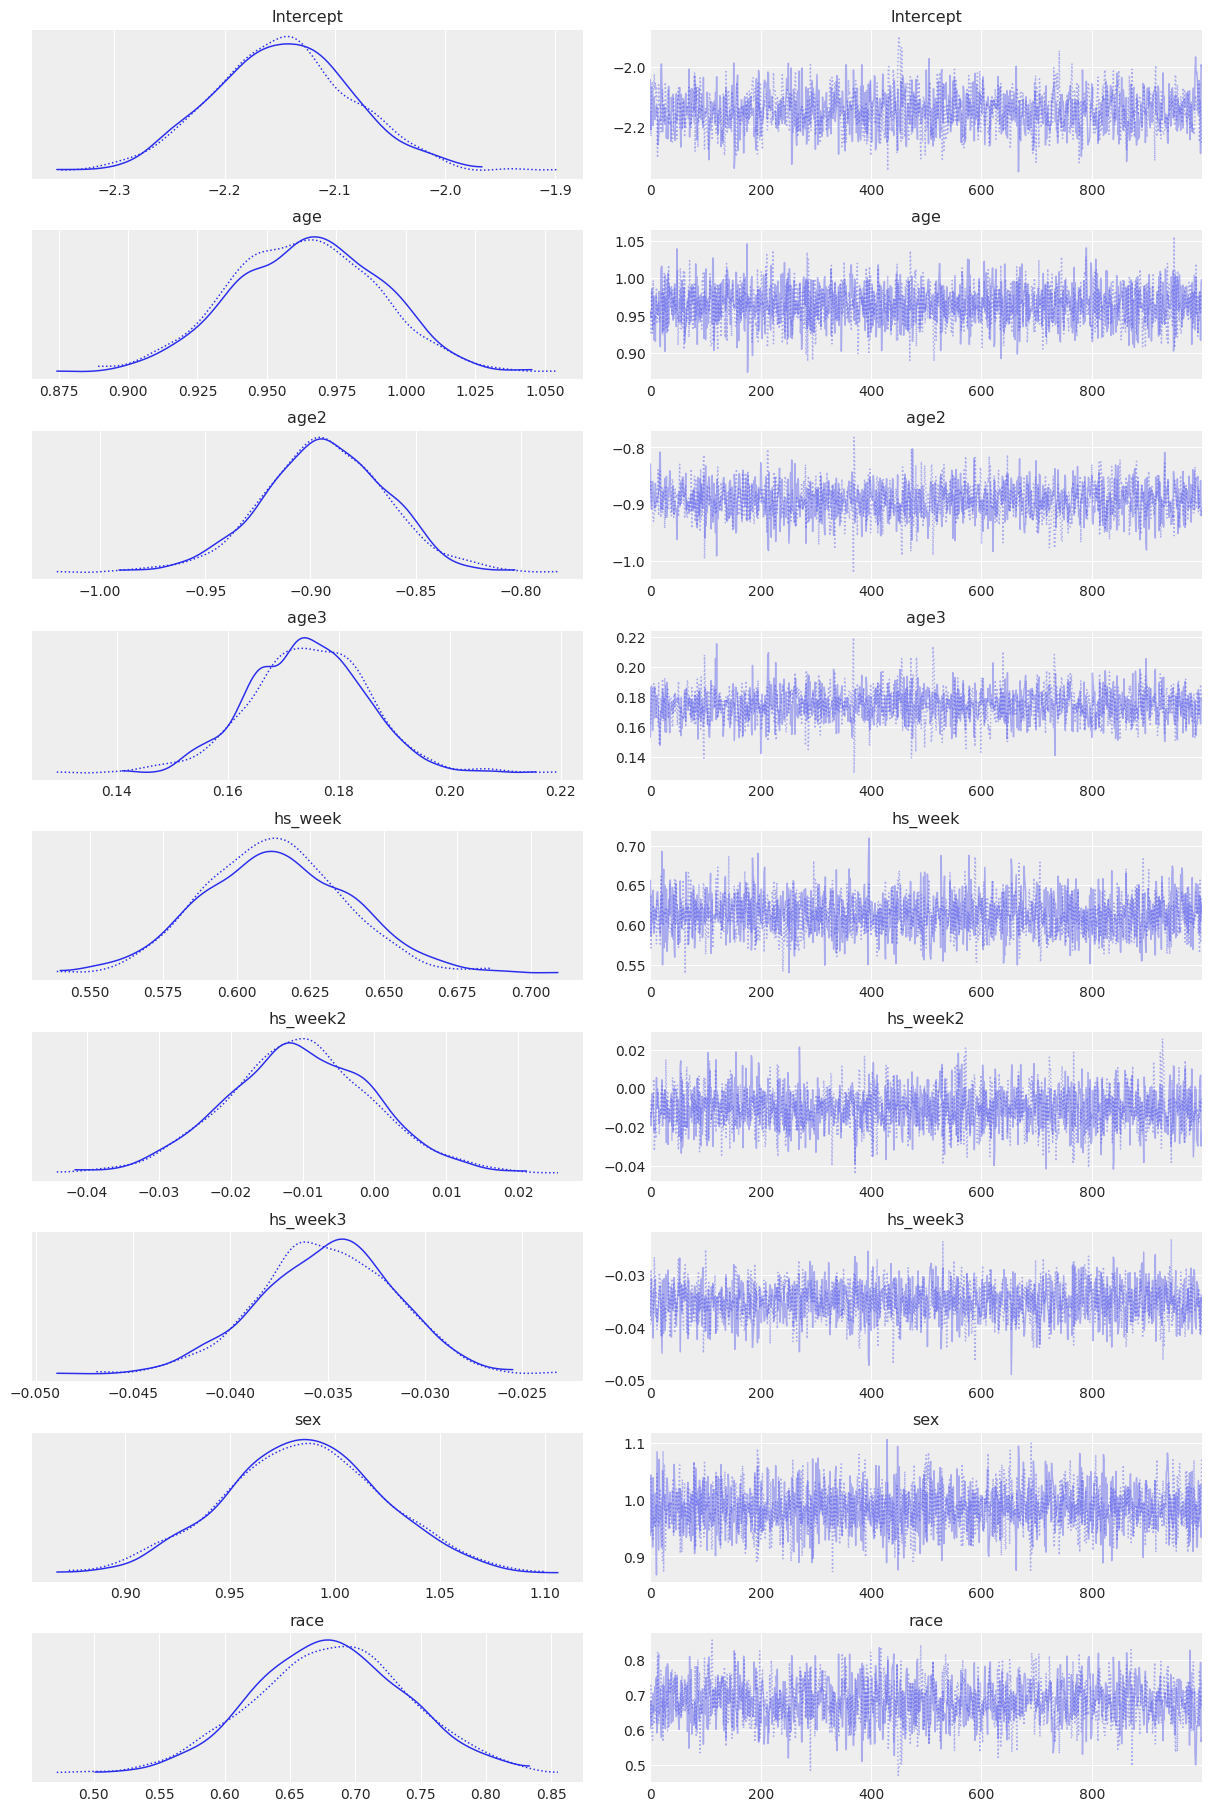 Intercept Intercept
−2.0
−2.2
−2.3 −2.2 −2.1 −2.0 −1.9 0 200 400 600 800
age age
1.05
1.00
0.95
0.90
0.875 0.900 0.925 0.950 0.975 1.000 1.025 1.050 0 200 400 600 800
age2 age2
−0.8
−0.9
−1.0
−1.00 −0.95 −0.90 −0.85 −0.80 0 200 400 600 800
age3 age3
0.22
0.20
0.18
0.16
0.14
0.14 0.16 0.18 0.20 0.22 0 200 400 600 800
hs_week hs_week
0.70
0.65
0.60
0.55
0.550 0.575 0.600 0.625 0.650 0.675 0.700 0 200 400 600 800
hs_week2 hs_week2
0.02
0.00
−0.02
−0.04
−0.04 −0.03 −0.02 −0.01 0.00 0.01 0.02 0 200 400 600 800
hs_week3 hs_week3
−0.03
−0.04
−0.05
−0.050 −0.045 −0.040 −0.035 −0.030 −0.025 0 200 400 600 800
sex sex
1.1
1.0
0.9
0.90 0.95 1.00 1.05 1.10 0 200 400 600 800
race race
0.8
0.7
0.6
0.5
0.50 0.55 0.60 0.65 0.70 0.75 0.80 0.85 0 200 400 600 800